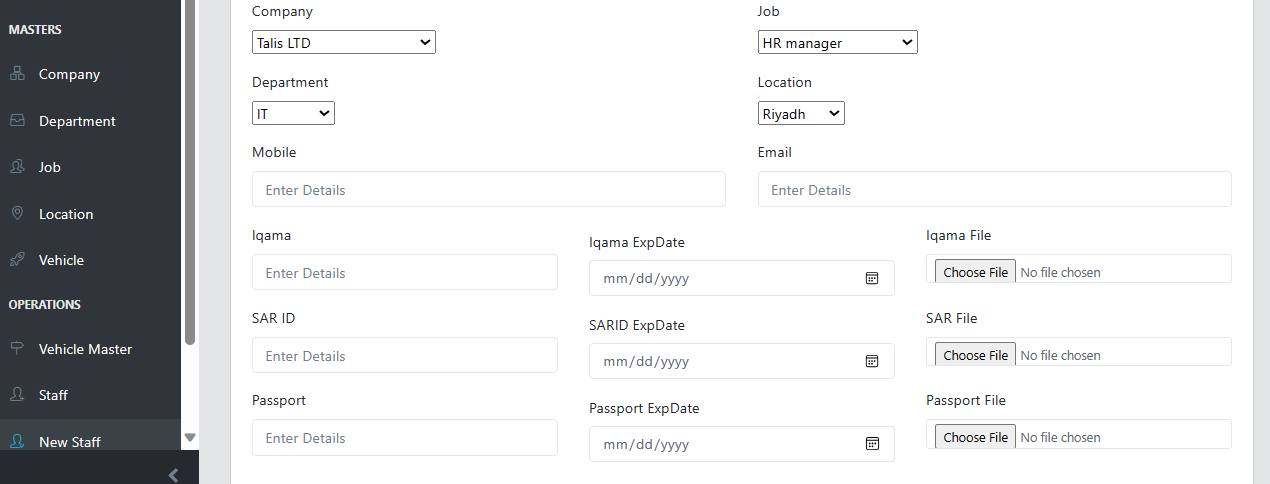 MASTERS
Company
Department
Job
Location
Vehicle
OPERATIONS
Vehicle Master
Staff
New Staff
Company Job
Talis LTD HR manager
Department Location
IT Riyadh
Mobile Email
Enter Details Enter Details
Iqama Iqama ExpDate Iqama File
Enter Details mm/dd/yyyy Choose File No file chosen
SAR ID SARID ExpDate SAR File
Enter Details mm/dd/yyyy Choose File No file chosen
Passport Passport ExpDate Passport File
Enter Details mm/dd/yyyy Choose File No file chosen